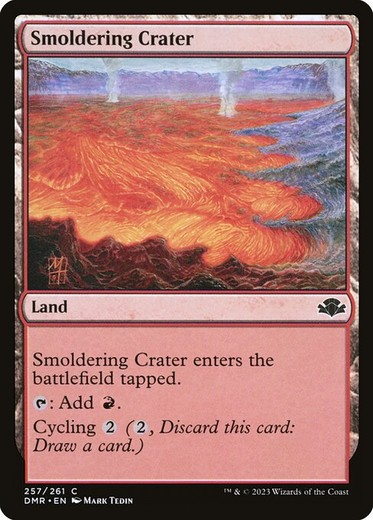 Smoldering Crater
Land
Smoldering Crater enters the
battlefield tapped.
: Add .
Cycling 2 (2, Discard this card:
Draw a card.)
257/261 C
DMR • EN Mark Tedin
™ & © 2023 Wizards of the Coast